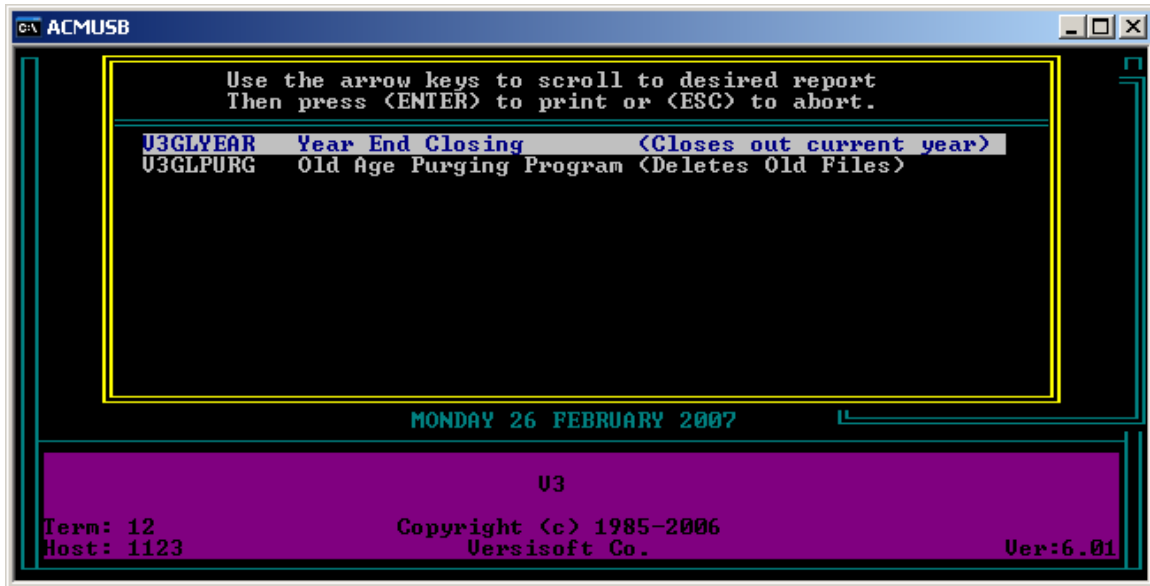 ACMUSB
Use the arrow keys to scroll to desired report
Then press <ENTER> to print or <ESC> to abort.
V3GLYEAR Year End Closing (Closes out current year)
V3GLPURG Old Age Purging Program (Deletes Old Files)
MONDAY 26 FEBRUARY 2007
V3
Term: 12 Copyright (c) 1985-2006
Host: 1123 Versisoft Co. Ver:6.01